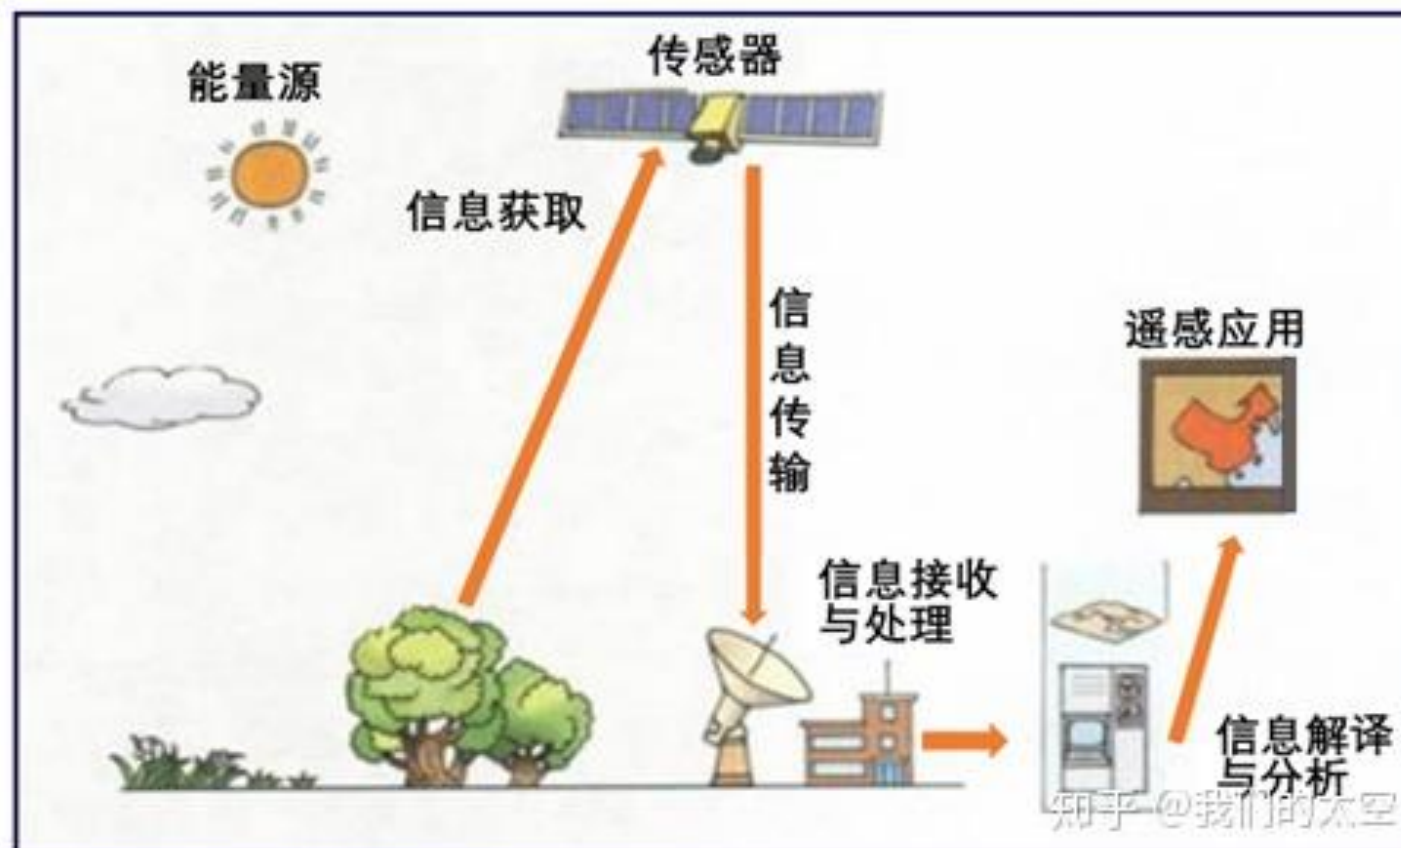 能量源
传感器
信息获取
信息传输
遥感应用
信息接收
与处理
信息解译
与分析
知乎 @我们的太空